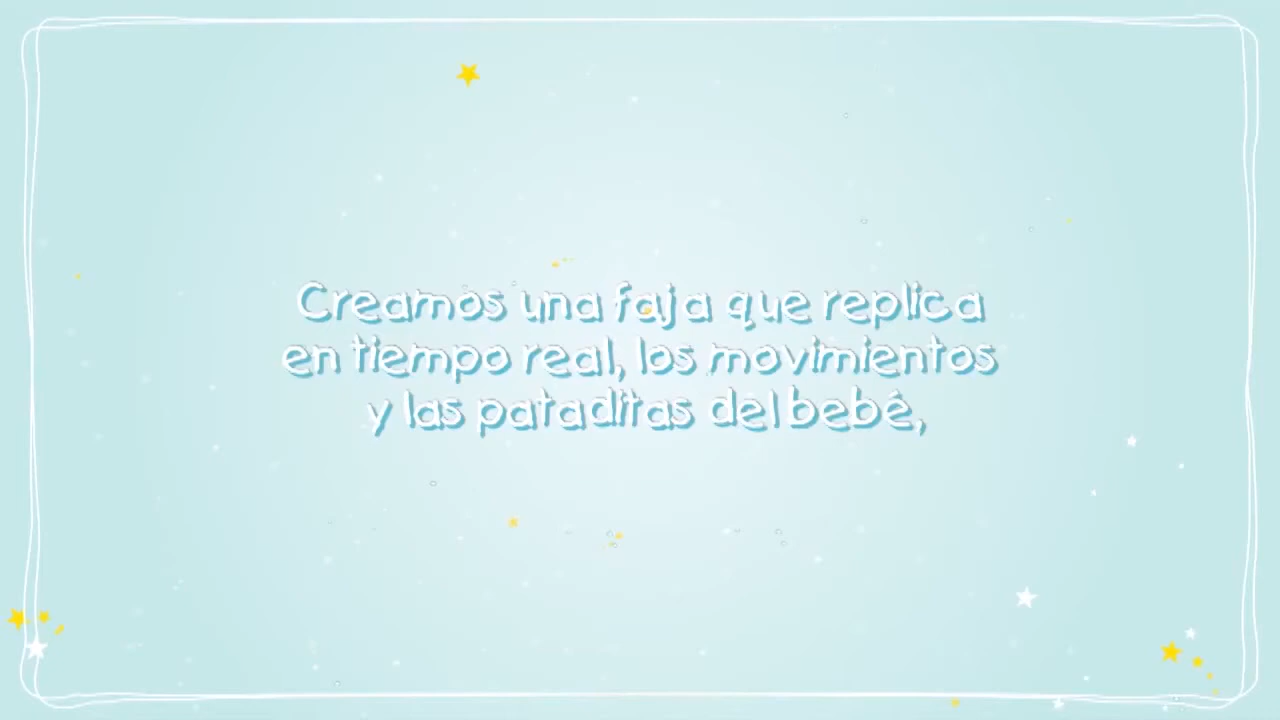 Creamos una faja que replica
en tiempo real, los movimientos
y las pataditas del bebé,